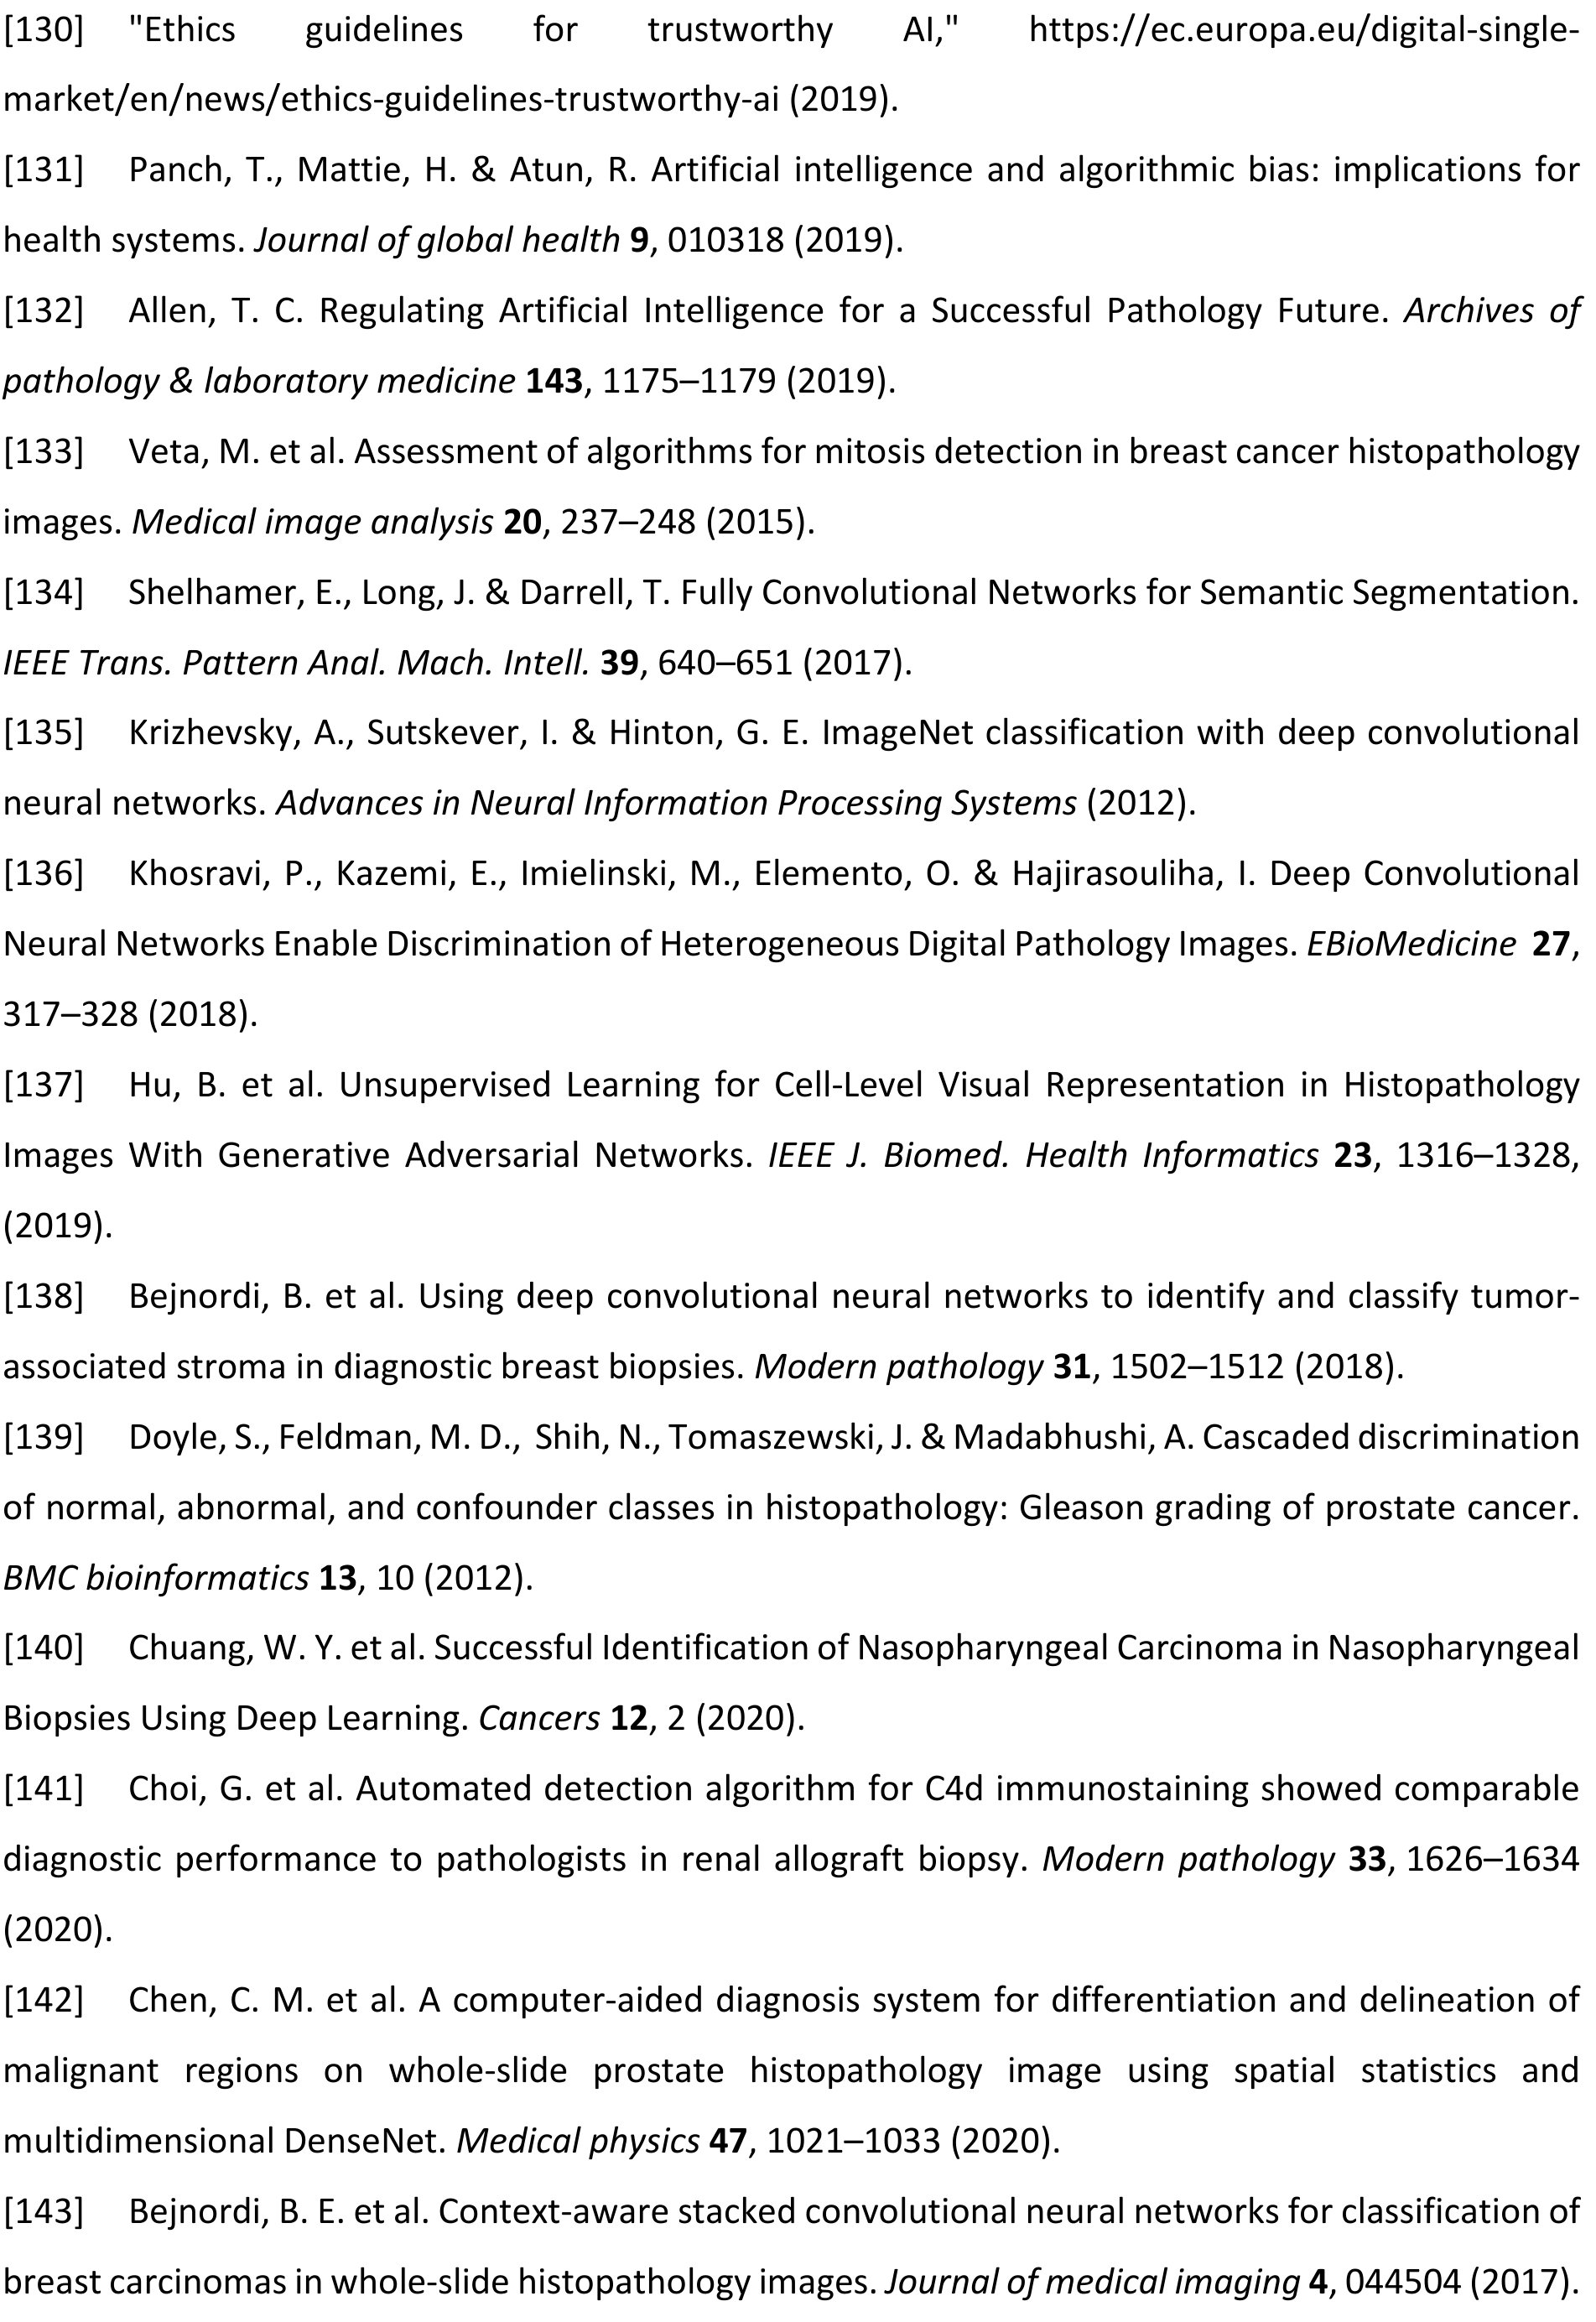 [130] "Ethics guidelines for trustworthy AI," https://ec.europa.eu/digital-single-
market/en/news/ethics-guidelines-trustworthy-ai (2019).
[131] Panch, T., Mattie, H. & Atun, R. Artificial intelligence and algorithmic bias: implications for
health systems. Journal of global health 9, 010318 (2019).
[132] Allen, T. C. Regulating Artificial Intelligence for a Successful Pathology Future. Archives of
pathology & laboratory medicine 143, 1175–1179 (2019).
[133] Veta, M. et al. Assessment of algorithms for mitosis detection in breast cancer histopathology
images. Medical image analysis 20, 237–248 (2015).
[134] Shelhamer, E., Long, J. & Darrell, T. Fully Convolutional Networks for Semantic Segmentation.
IEEE Trans. Pattern Anal. Mach. Intell. 39, 640–651 (2017).
[135] Krizhevsky, A., Sutskever, I. & Hinton, G. E. ImageNet classification with deep convolutional
neural networks. Advances in Neural Information Processing Systems (2012).
[136] Khosravi, P., Kazemi, E., Imielinski, M., Elemento, O. & Hajirasouliha, I. Deep Convolutional
Neural Networks Enable Discrimination of Heterogeneous Digital Pathology Images. EBioMedicine 27,
317–328 (2018).
[137] Hu, B. et al. Unsupervised Learning for Cell-Level Visual Representation in Histopathology
Images With Generative Adversarial Networks. IEEE J. Biomed. Health Informatics 23, 1316–1328,
(2019).
[138] Bejnordi, B. et al. Using deep convolutional neural networks to identify and classify tumor-
associated stroma in diagnostic breast biopsies. Modern pathology 31, 1502–1512 (2018).
[139] Doyle, S., Feldman, M. D., Shih, N., Tomaszewski, J. & Madabhushi, A. Cascaded discrimination
of normal, abnormal, and confounder classes in histopathology: Gleason grading of prostate cancer.
BMC bioinformatics 13, 10 (2012).
[140] Chuang, W. Y. et al. Successful Identification of Nasopharyngeal Carcinoma in Nasopharyngeal
Biopsies Using Deep Learning. Cancers 12, 2 (2020).
[141] Choi, G. et al. Automated detection algorithm for C4d immunostaining showed comparable
diagnostic performance to pathologists in renal allograft biopsy. Modern pathology 33, 1626–1634
(2020).
[142] Chen, C. M. et al. A computer-aided diagnosis system for differentiation and delineation of
malignant regions on whole-slide prostate histopathology image using spatial statistics and
multidimensional DenseNet. Medical physics 47, 1021–1033 (2020).
[143] Bejnordi, B. E. et al. Context-aware stacked convolutional neural networks for classification of
breast carcinomas in whole-slide histopathology images. Journal of medical imaging 4, 044504 (2017).